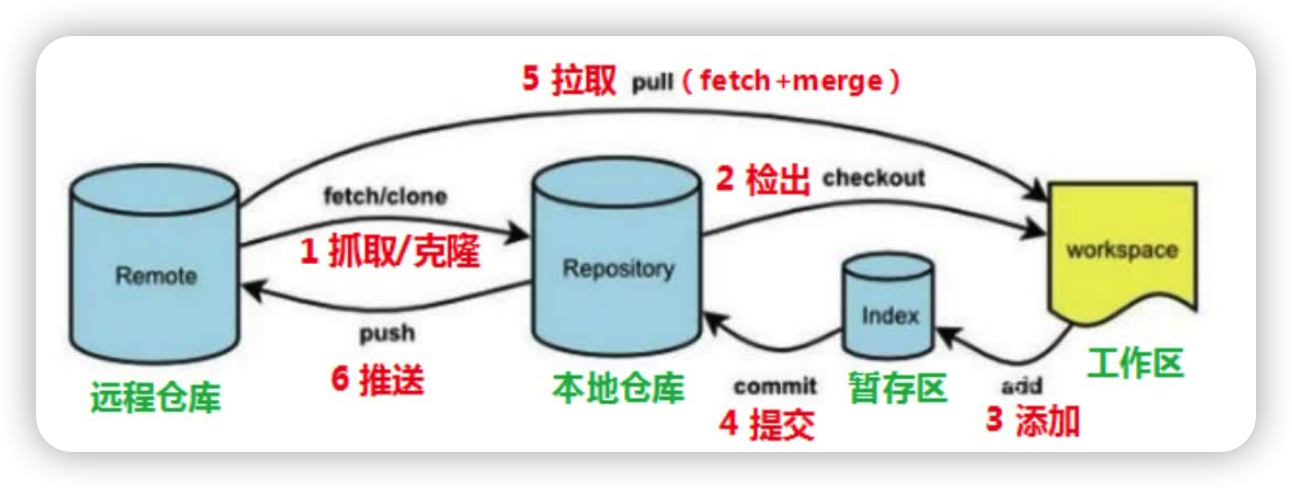 5 拉取 pull（fetch+merge）
fetch/clone
1 抓取/克隆
2 检出 checkout
Remote
Repository
workspace
Index
push
6 推送
远程仓库
本地仓库
commit
4 提交
暂存区
add
3 添加
工作区